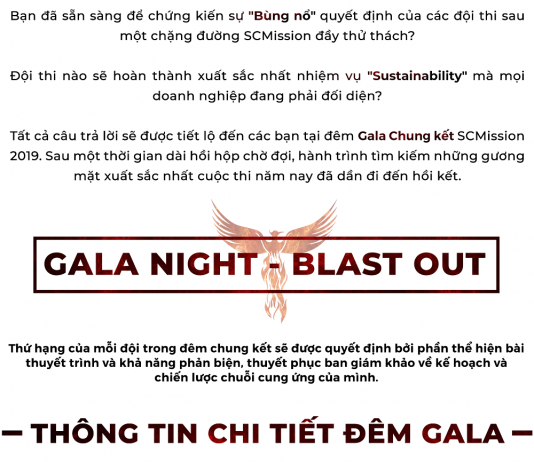 Bạn đã sẵn sàng để chứng kiến sự "Bùng nổ" quyết định của các đội thi sau
một chặng đường SCMission đầy thử thách?
Đội thi nào sẽ hoàn thành xuất sắc nhất nhiệm vụ "Sustainability" mà mọi
doanh nghiệp đang phải đối diện?
Tất cả câu trả lời sẽ được tiết lộ đến các bạn tại đêm Gala Chung kết SCMission
2019. Sau một thời gian dài hồi hộp chờ đợi, hành trình tìm kiếm những gương
mặt xuất sắc nhất cuộc thi năm nay đã dần đi đến hồi kết.
GALA NIGHT - BLAST OUT
Thứ hạng của mỗi đội trong đêm chung kết sẽ được quyết định bởi phần thể hiện bài
thuyết trình và khả năng phản biện, thuyết phục ban giám khảo về kế hoạch và
chiến lược chuỗi cung ứng của mình.
— THÔNG TIN CHI TIẾT ĐÊM GALA —